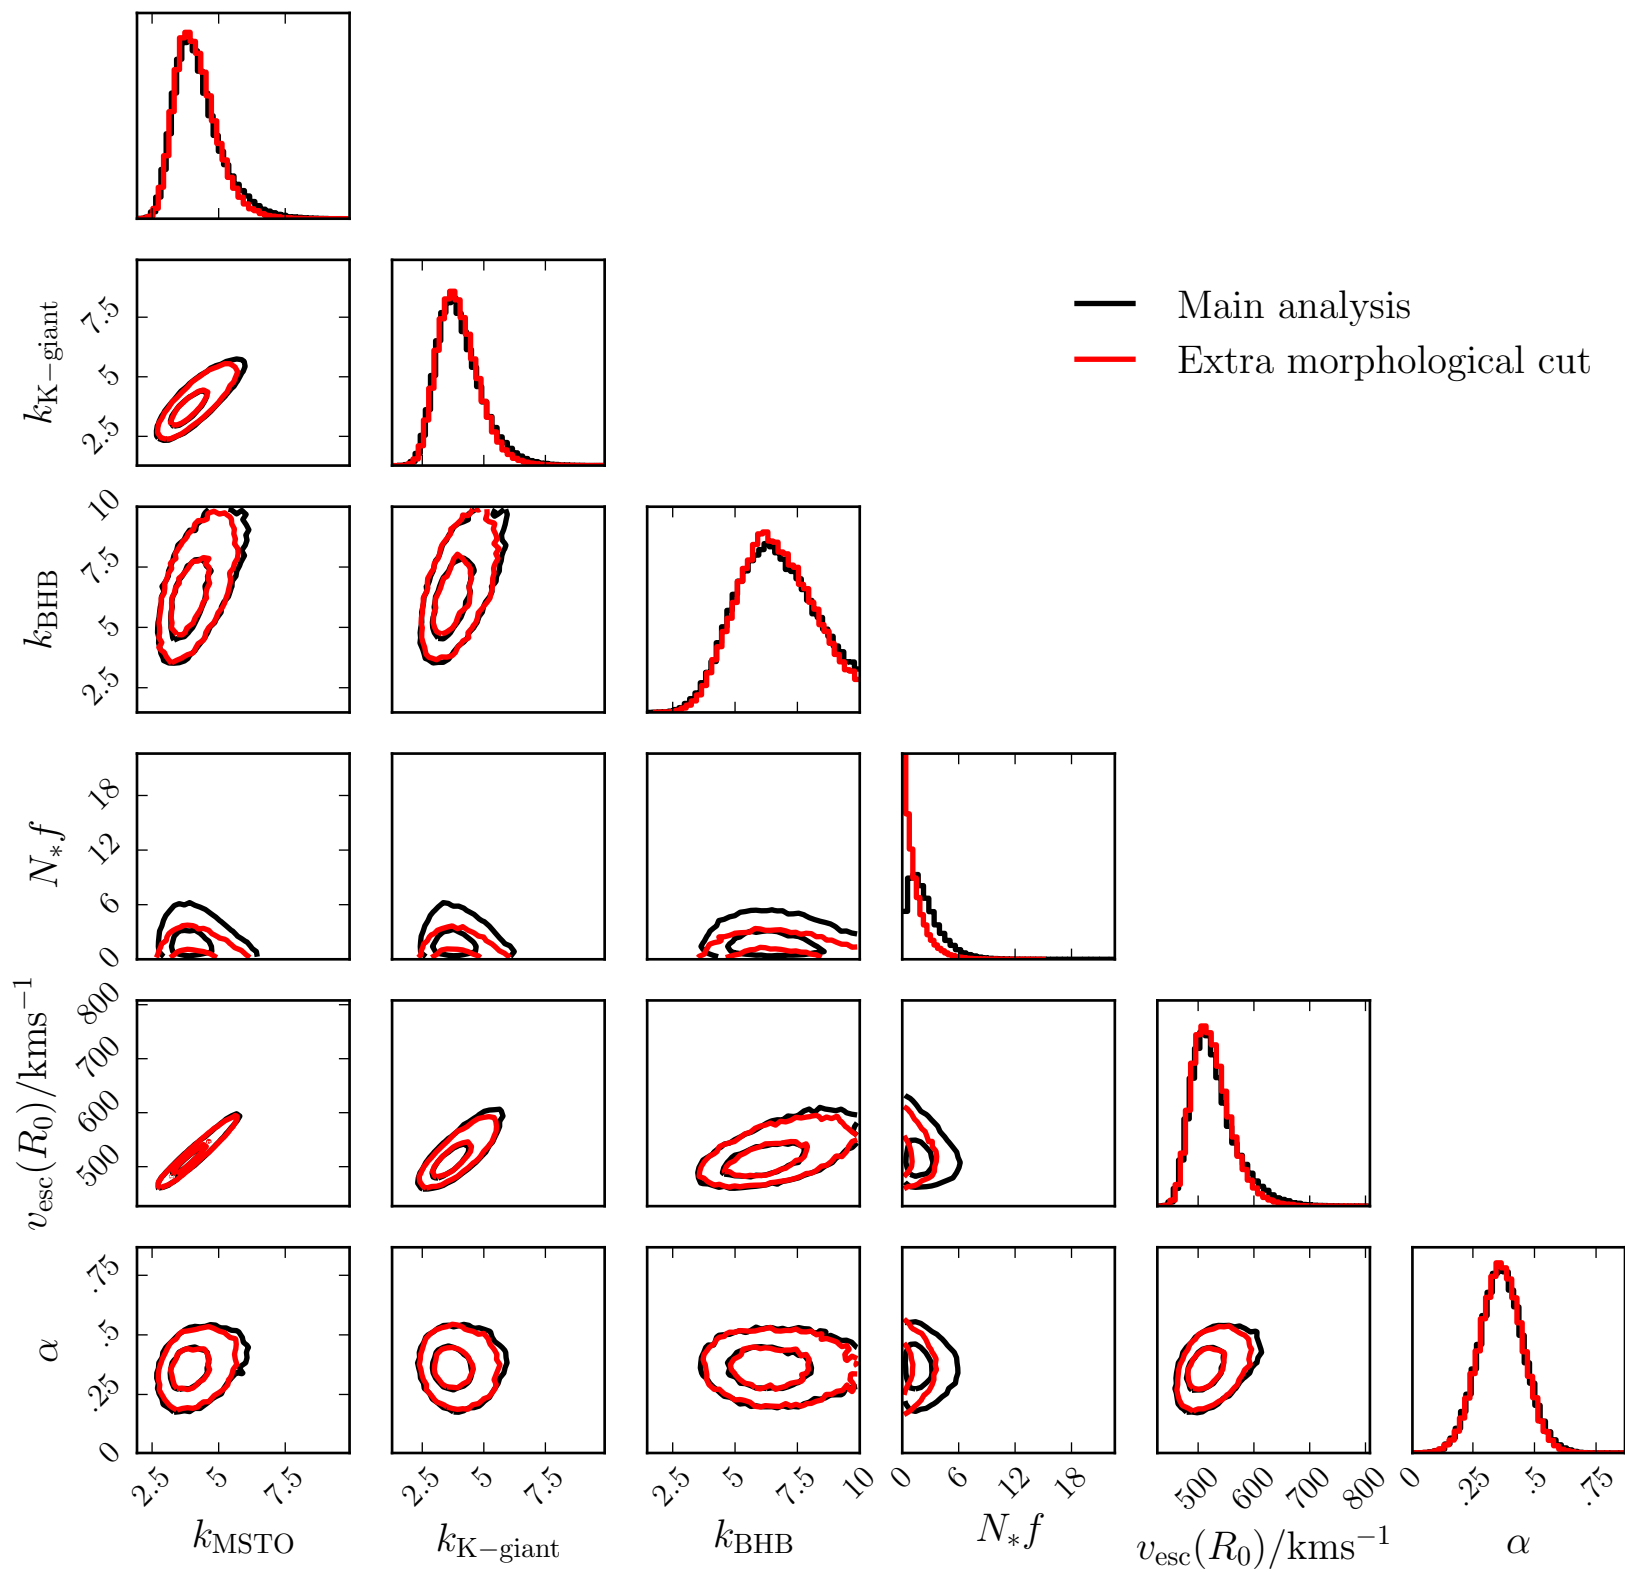 7.5
5
2.5
k_K−giant
Main analysis
Extra morphological cut
10
7.5
5
2.5
k_BHB
18
12
6
0
N_*f
800
700
600
500
v_esc(R_0)/kms^−1
.75
.5
.25
0
α
2.5 5 7.5 2.5 5 7.5 2.5 5 7.5 10 0 6 12 18 500 600 700 800 0 .25 .5 .75
k_MSTO k_K−giant k_BHB N_*f v_esc(R_0)/kms^−1 α